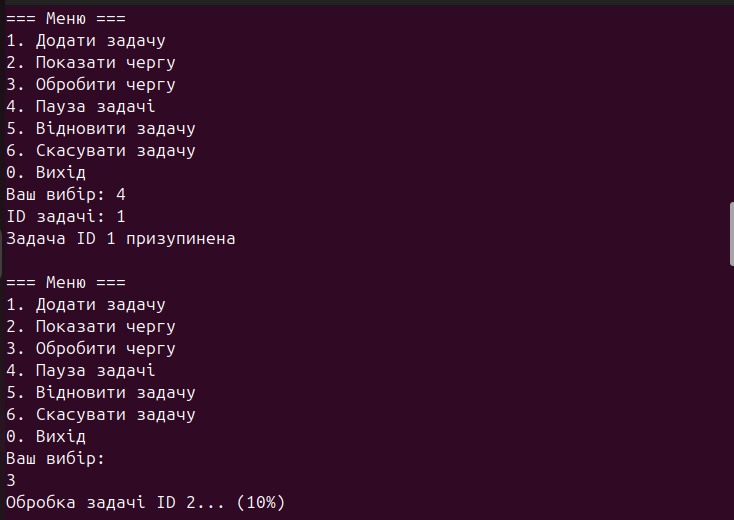 === Меню ===
1. Додати задачу
2. Показати чергу
3. Обробити чергу
4. Пауза задачі
5. Відновити задачу
6. Скасувати задачу
0. Вихід
Ваш вибір: 4
ID задачі: 1
Задача ID 1 призупинена
=== Меню ===
1. Додати задачу
2. Показати чергу
3. Обробити чергу
4. Пауза задачі
5. Відновити задачу
6. Скасувати задачу
0. Вихід
Ваш вибір:
3
Обробка задачі ID 2... (10%)